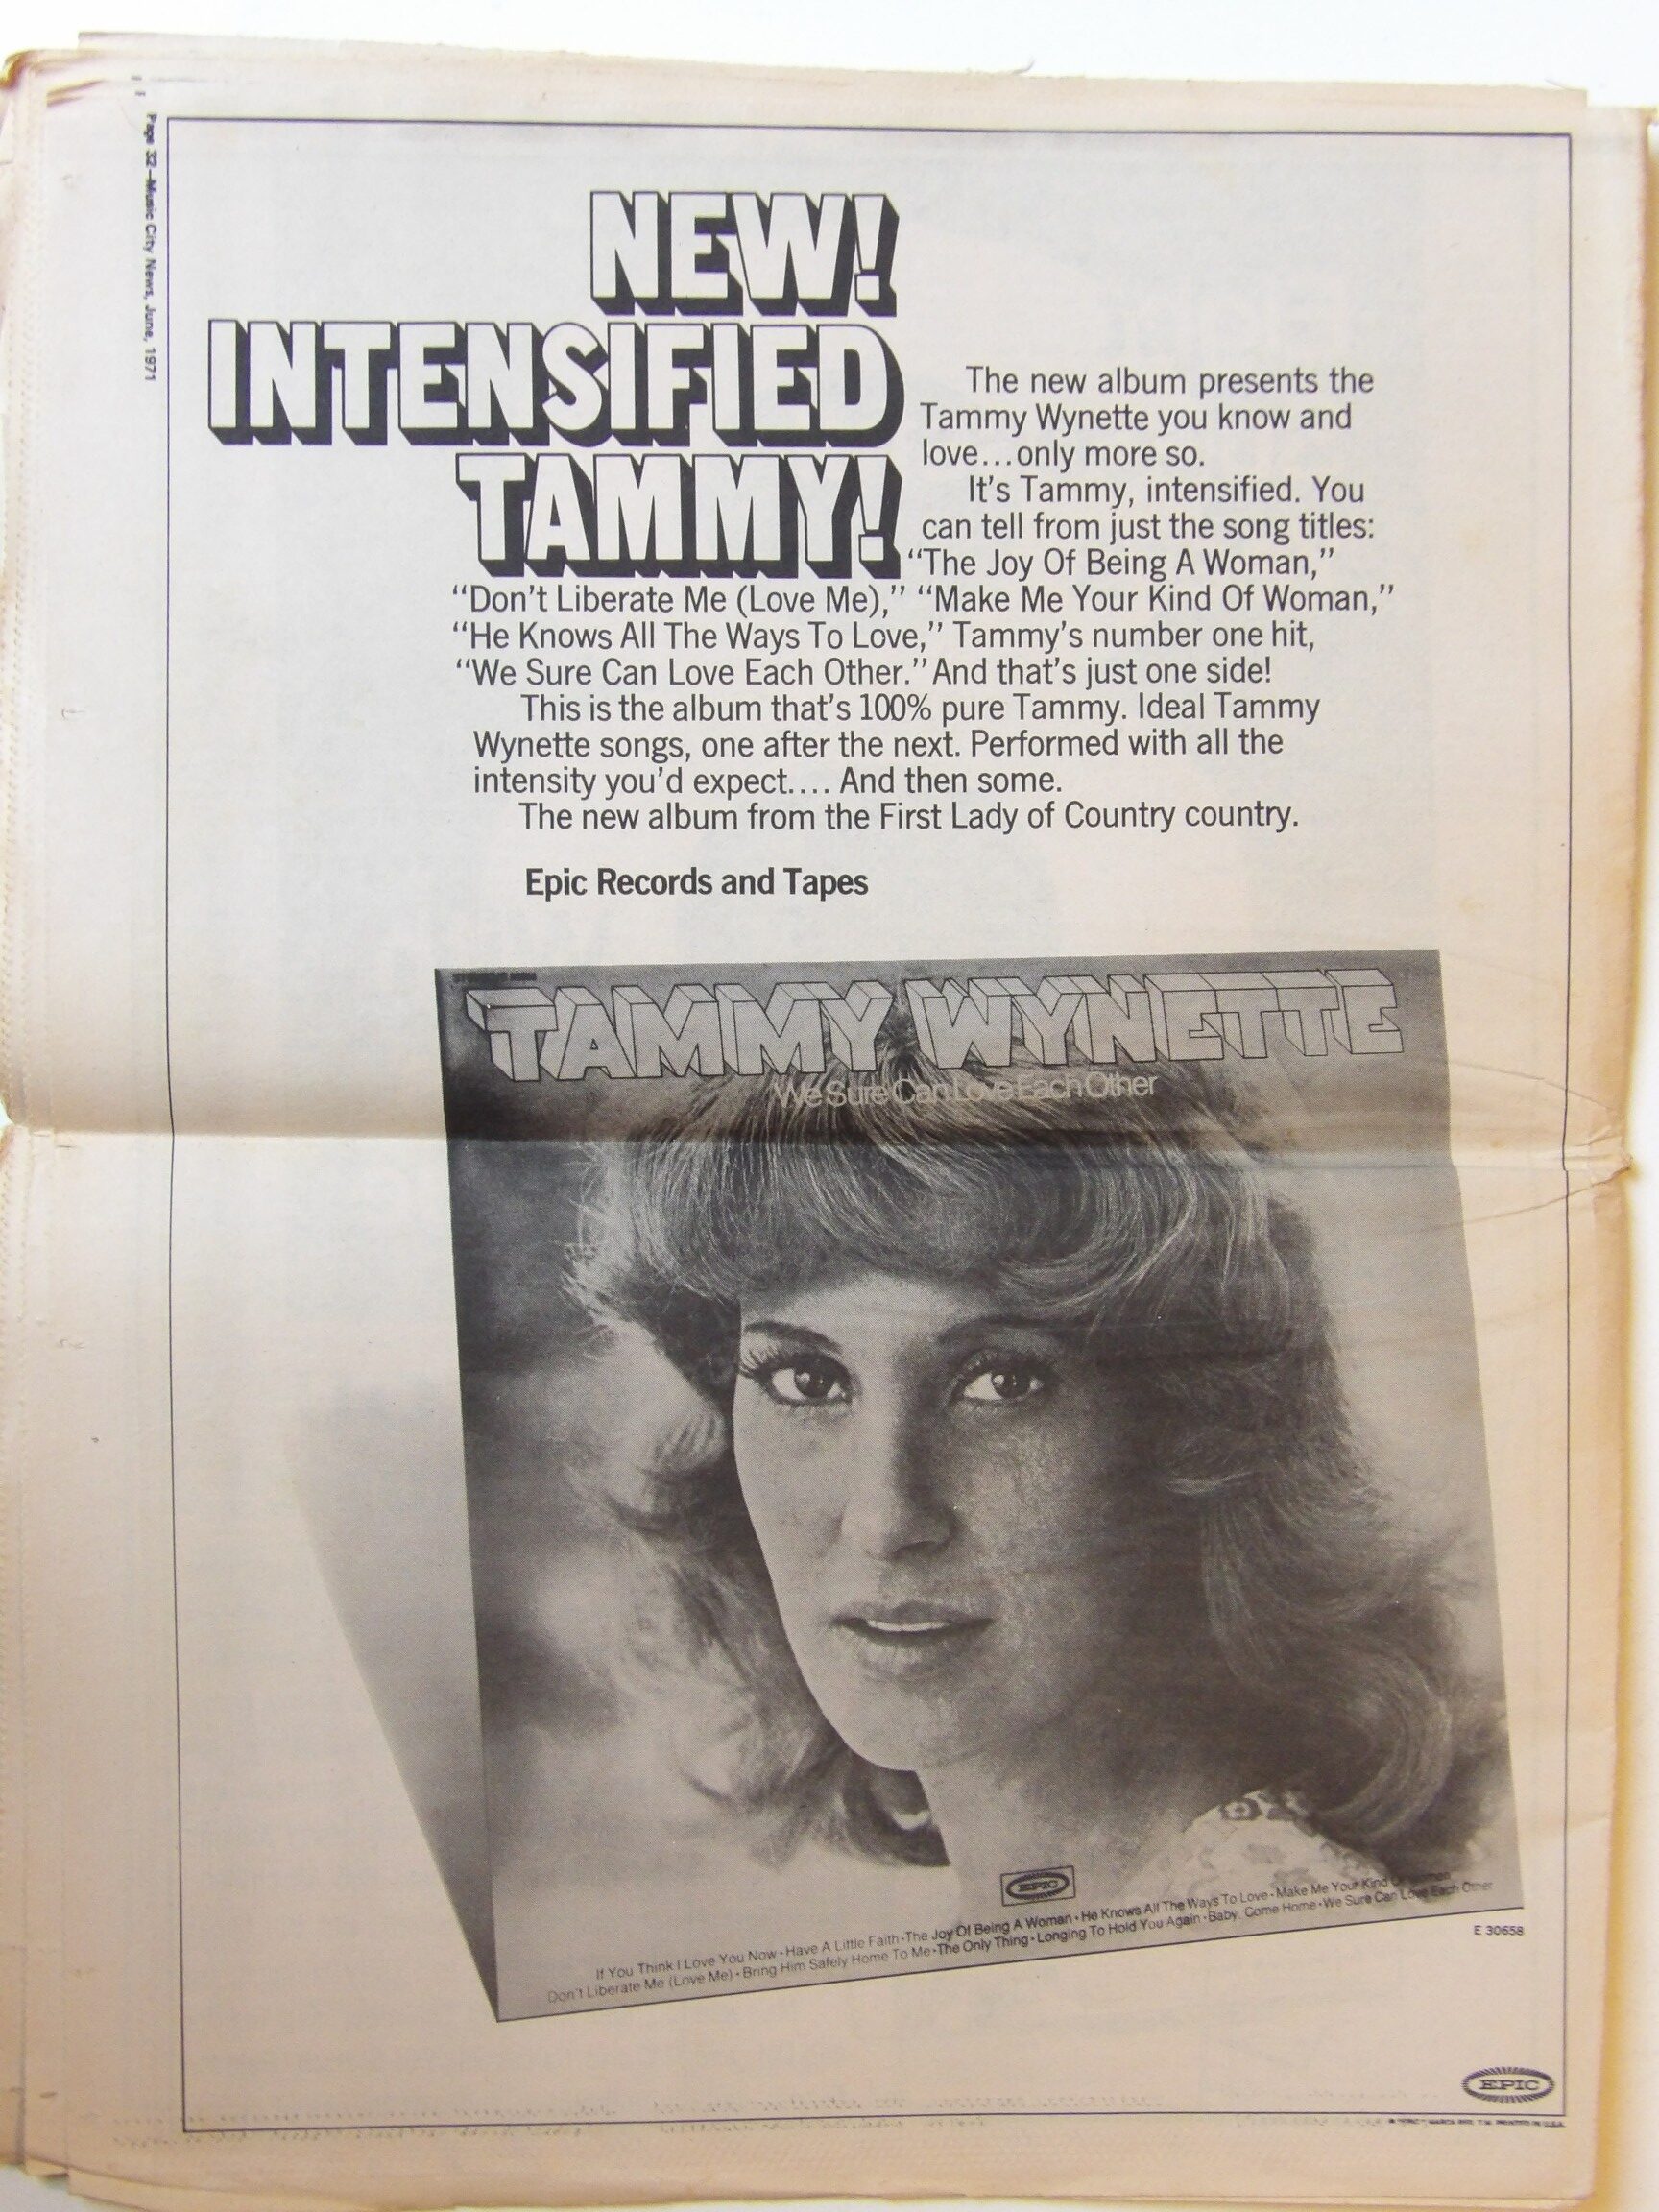 Page 32—Music City News, June, 1971
NEW!
INTENSIFIED
TAMMY!
The new album presents the
Tammy Wynette you know and
love...only more so.
It's Tammy, intensified. You
can tell from just the song titles:
“The Joy Of Being A Woman,”
“Don't Liberate Me (Love Me),” “Make Me Your Kind Of Woman,”
“He Knows All The Ways To Love,” Tammy's number one hit,
“We Sure Can Love Each Other.” And that's just one side!
This is the album that's 100% pure Tammy. Ideal Tammy
Wynette songs, one after the next. Performed with all the
intensity you'd expect.... And then some.
The new album from the First Lady of Country country.
Epic Records and Tapes
TAMMY WYNETTE
We Sure Can Love Each Other
EPIC
If You Think I Love You Now • Have A Little Faith • The Joy Of Being A Woman • He Knows All The Ways To Love • Make Me Your Kind Of Woman
Don't Liberate Me (Love Me) • Bring Him Safely Home To Me • The Only Thing • Longing To Hold You Again • Baby, Come Home • We Sure Can Love Each Other
E 30658
EPIC